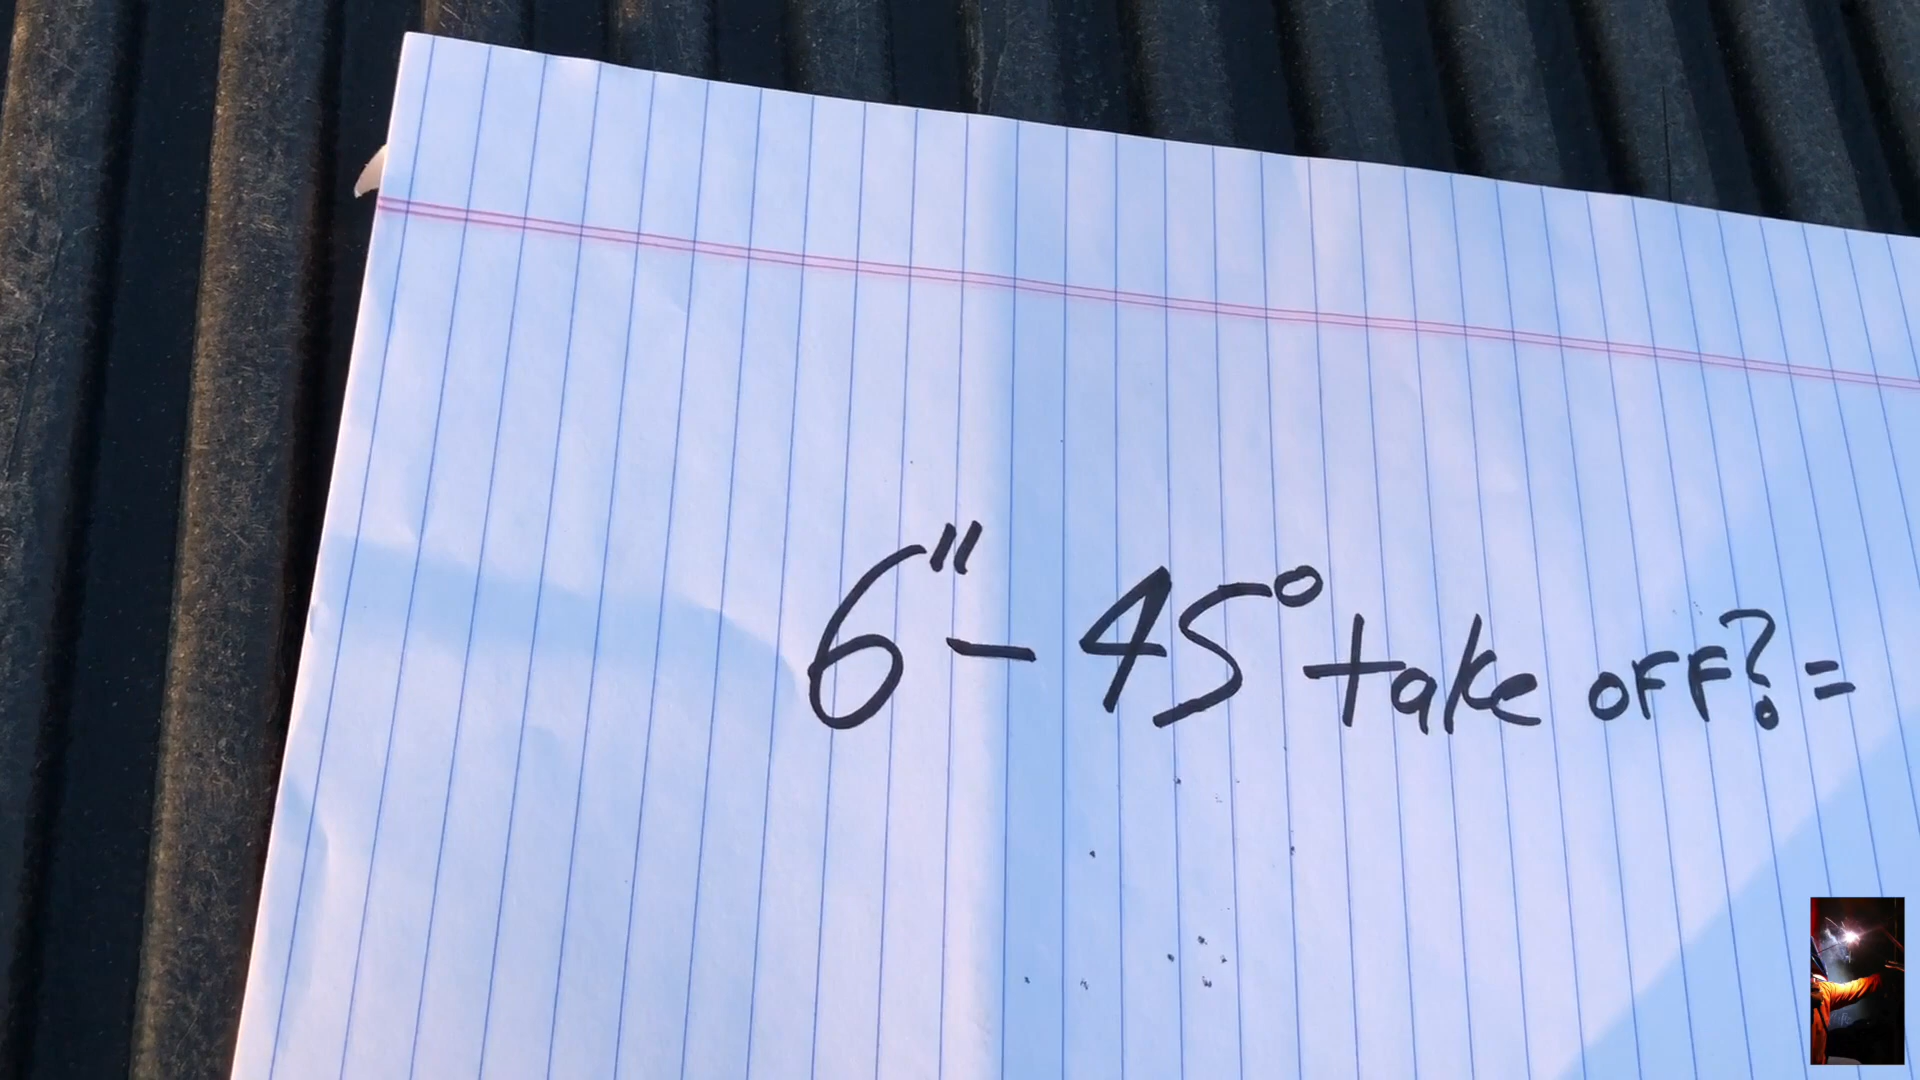 6"- 45° take off? =